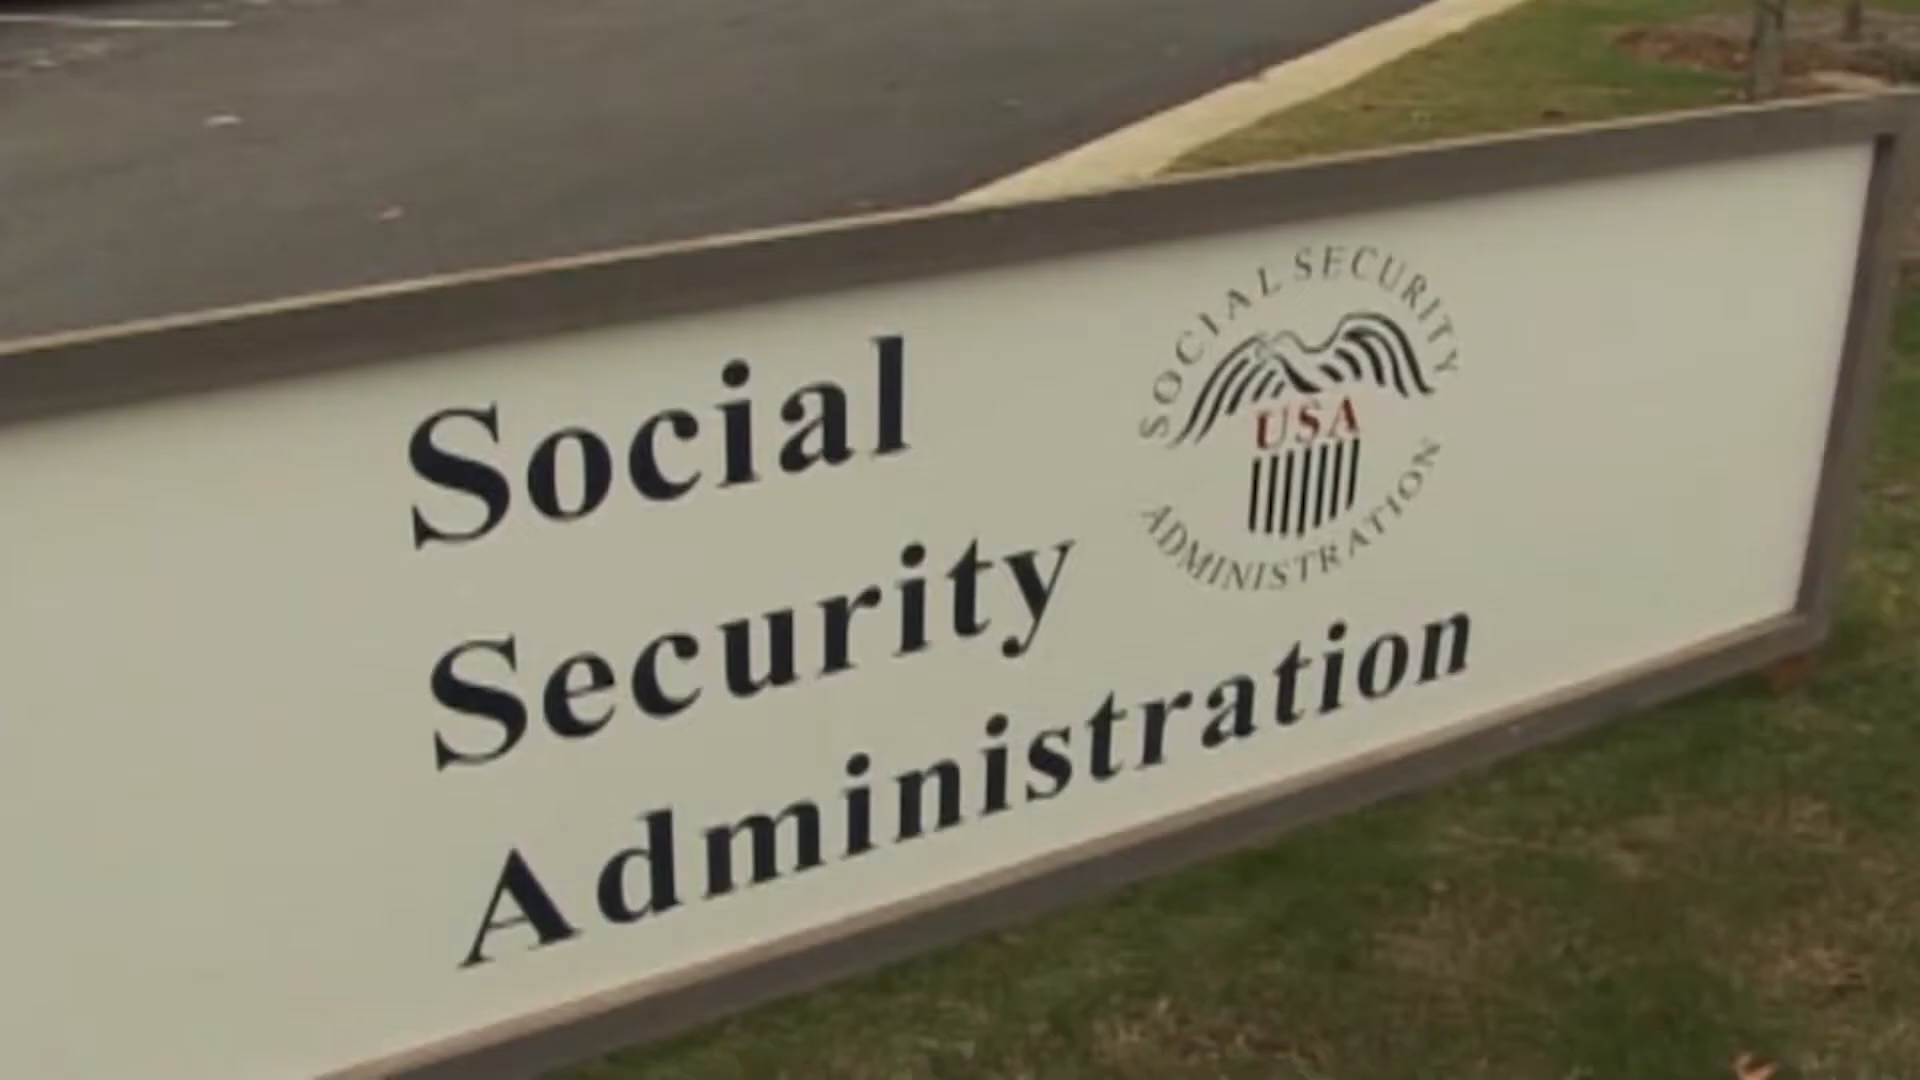 Social
Security
Administration
SOCIAL SECURITY
USA
ADMINISTRATION